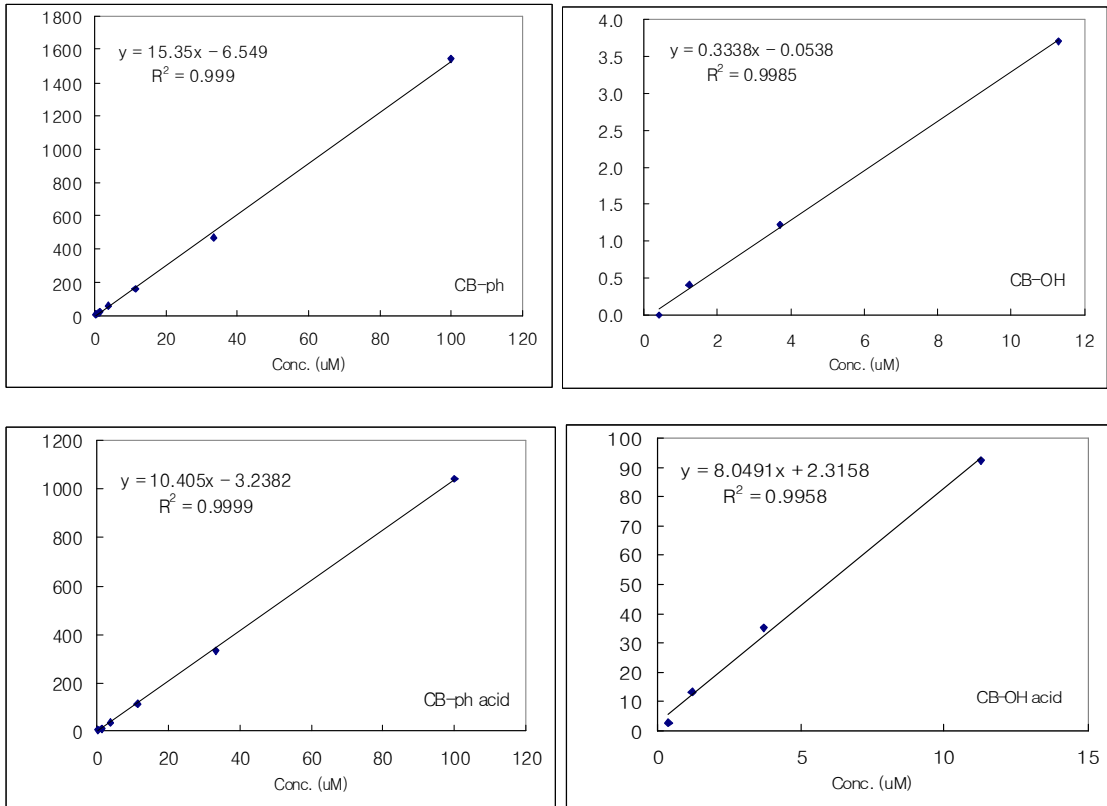 1800
1600
1400
1200
1000
800
600
400
200
0
y = 15.35x − 6.549
R² = 0.999
CB-ph
0 20 40 60 80 100 120
Conc. (uM)
4.0
3.5
3.0
2.5
2.0
1.5
1.0
0.5
0.0
y = 0.3338x − 0.0538
R² = 0.9985
CB-OH
0 2 4 6 8 10 12
Conc. (uM)
1200
1000
800
600
400
200
0
y = 10.405x − 3.2382
R² = 0.9999
CB-ph acid
0 20 40 60 80 100 120
Conc. (uM)
100
90
80
70
60
50
40
30
20
10
0
y = 8.0491x + 2.3158
R² = 0.9958
CB-OH acid
0 5 10 15
Conc. (uM)